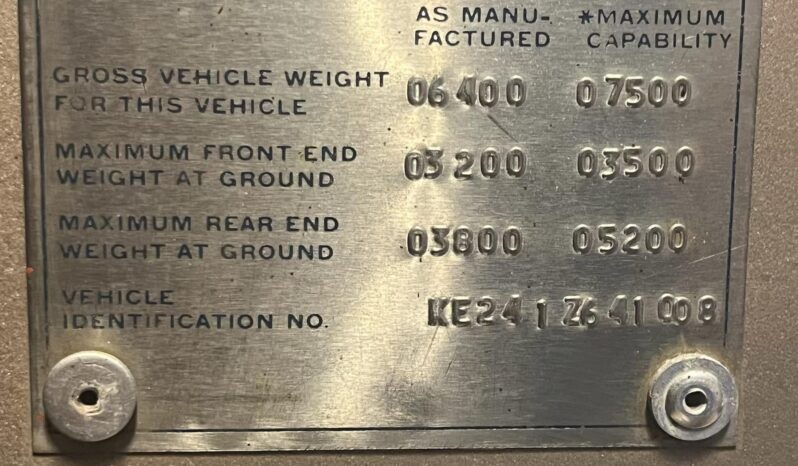 AS MANU- *MAXIMUM
FACTURED CAPABILITY
GROSS VEHICLE WEIGHT
FOR THIS VEHICLE 06400 07500
MAXIMUM FRONT END
WEIGHT AT GROUND 03200 03500
MAXIMUM REAR END
WEIGHT AT GROUND 03800 05200
VEHICLE
IDENTIFICATION NO. KE241Z641008